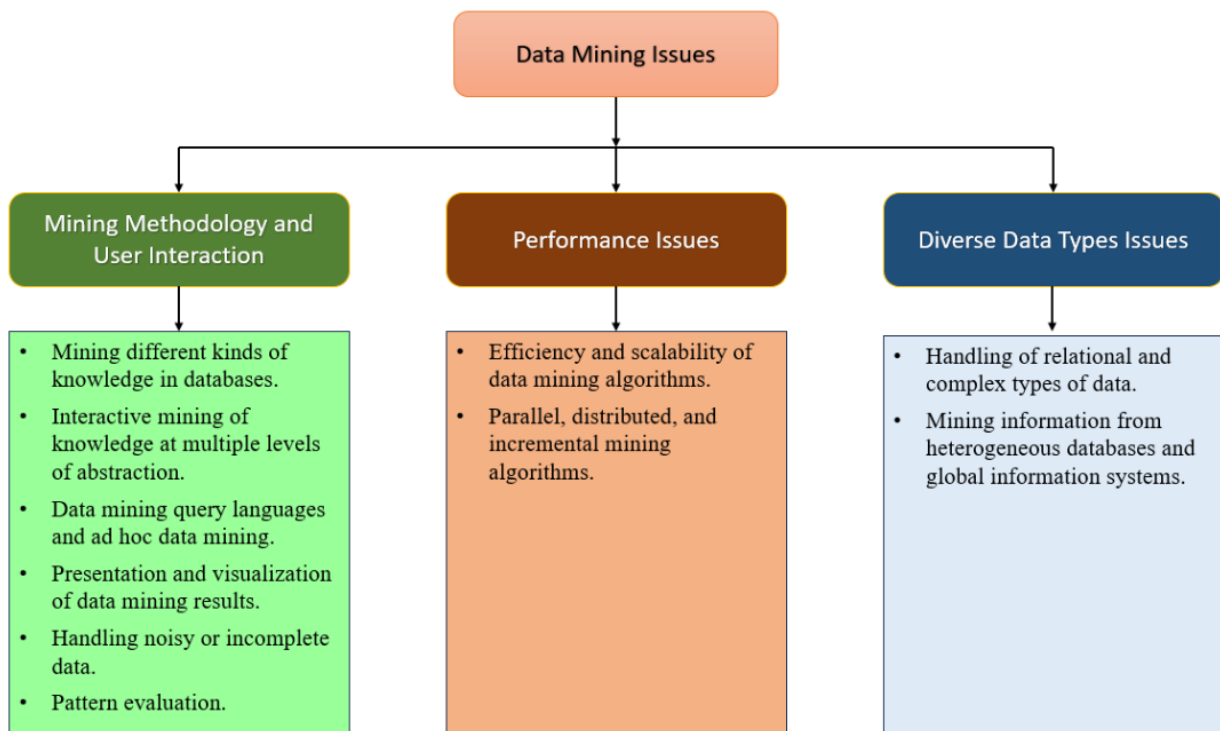 Data Mining Issues
Mining Methodology and
User Interaction
• Mining different kinds of
knowledge in databases.
• Interactive mining of
knowledge at multiple levels
of abstraction.
• Data mining query languages
and ad hoc data mining.
• Presentation and visualization
of data mining results.
• Handling noisy or incomplete
data.
• Pattern evaluation.
Performance Issues
• Efficiency and scalability of
data mining algorithms.
• Parallel, distributed, and
incremental mining
algorithms.
Diverse Data Types Issues
• Handling of relational and
complex types of data.
• Mining information from
heterogeneous databases and
global information systems.